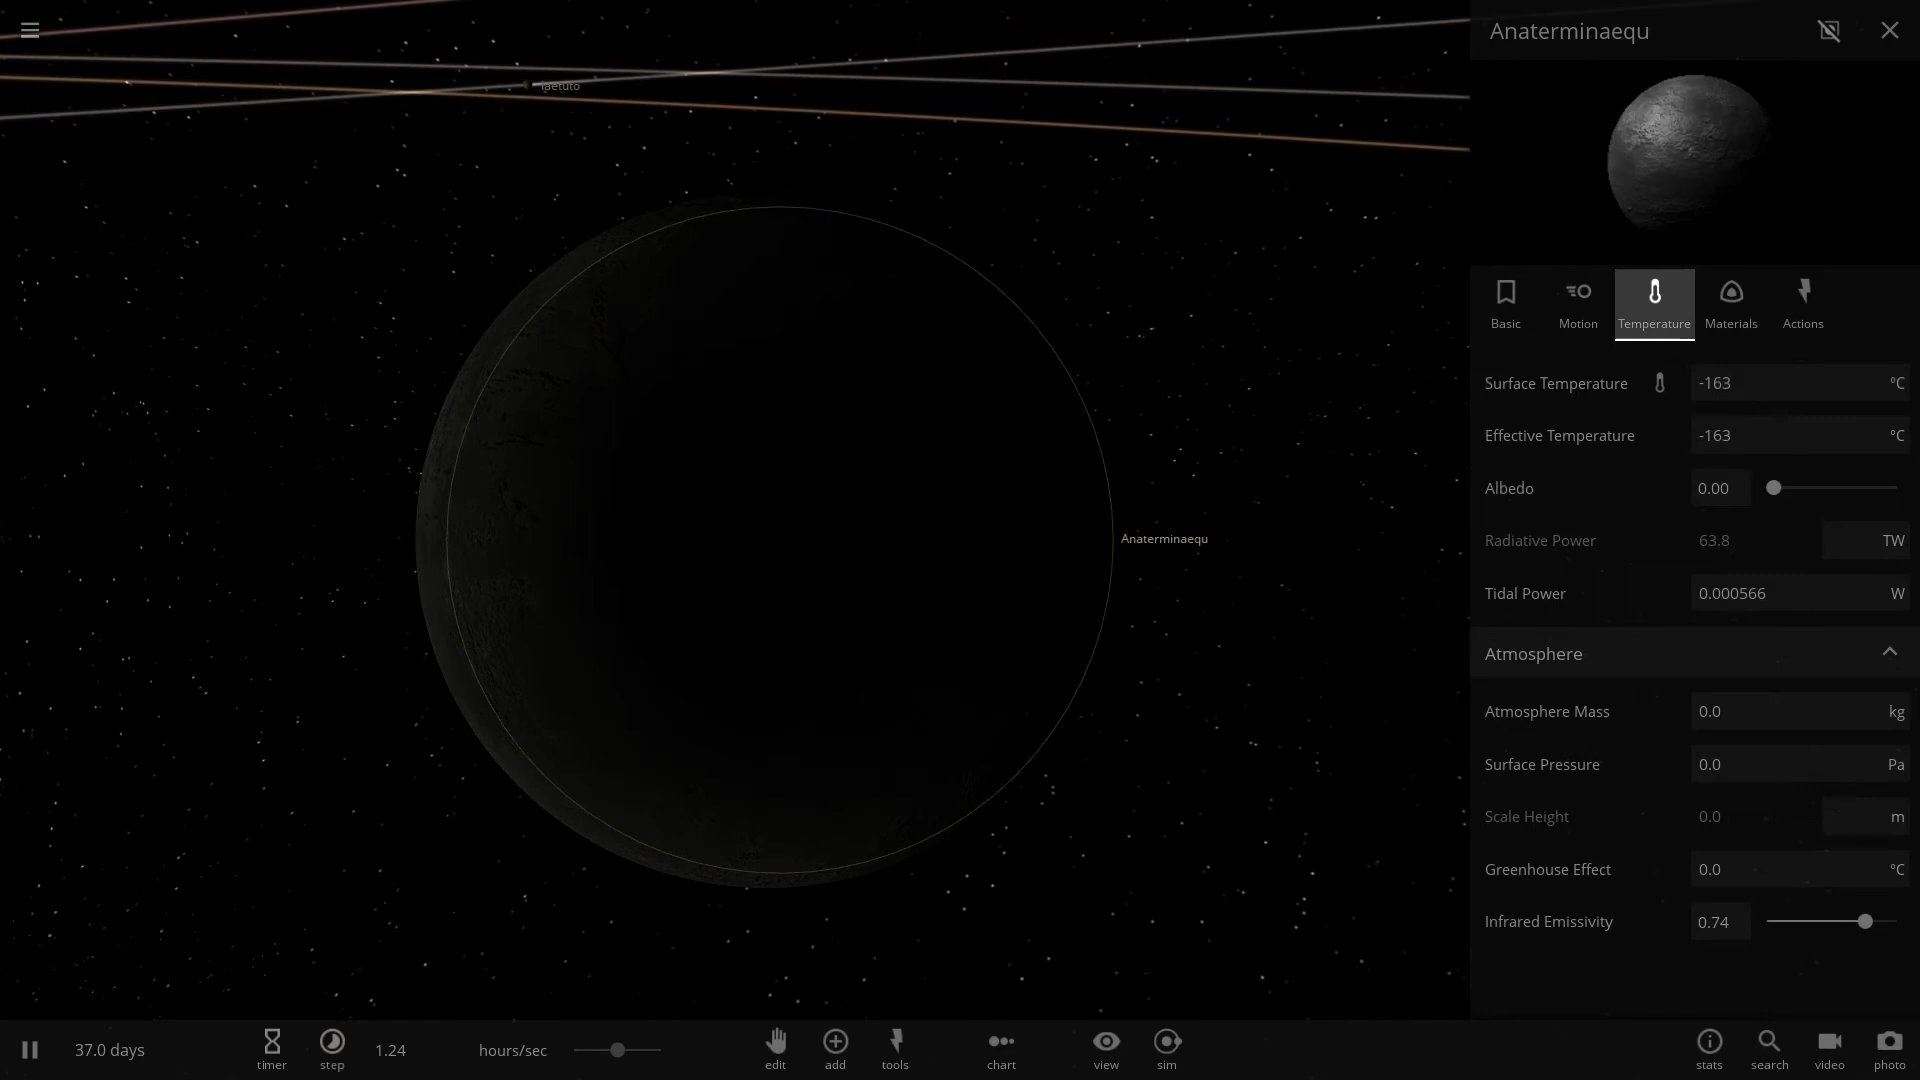 Anaterminaequ
Iaetuto
Basic
Motion
Temperature
Materials
Actions
Surface Temperature -163 °C
Effective Temperature -163 °C
Albedo 0.00
Radiative Power 63.8 TW
Anaterminaequ
Tidal Power 0.000566 W
Atmosphere
Atmosphere Mass 0.0 kg
Surface Pressure 0.0 Pa
Scale Height 0.0 m
Greenhouse Effect 0.0 °C
Infrared Emissivity 0.74
37.0 days
timer
step
1.24 hours/sec
edit
add
tools
chart
view
sim
stats
search
video
photo